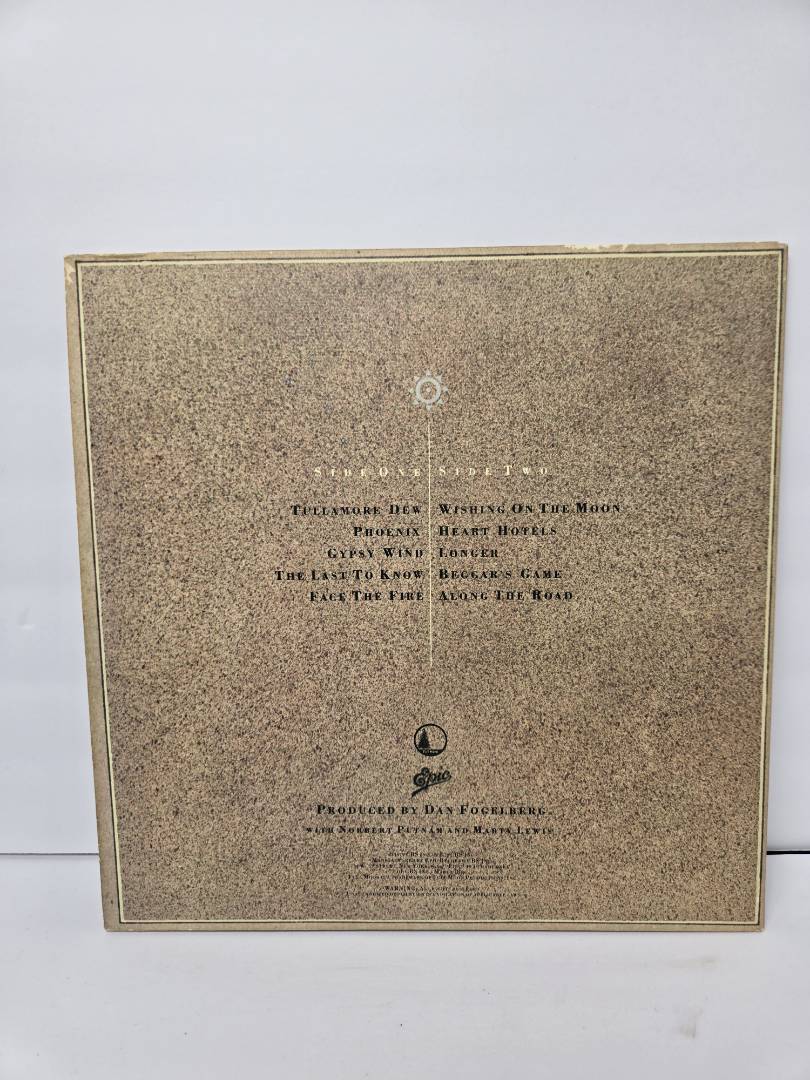 SIDE ONE SIDE TWO
TULLAMORE DEW WISHING ON THE MOON
PHOENIX HEART HOTELS
GYPSY WIND LONGER
THE LAST TO KNOW BEGGAR'S GAME
FACE THE FIRE ALONG THE ROAD
Epic
PRODUCED BY DAN FOGELBERG
WITH NORBERT PUTNAM AND MARTY LEWIS
WARNING: